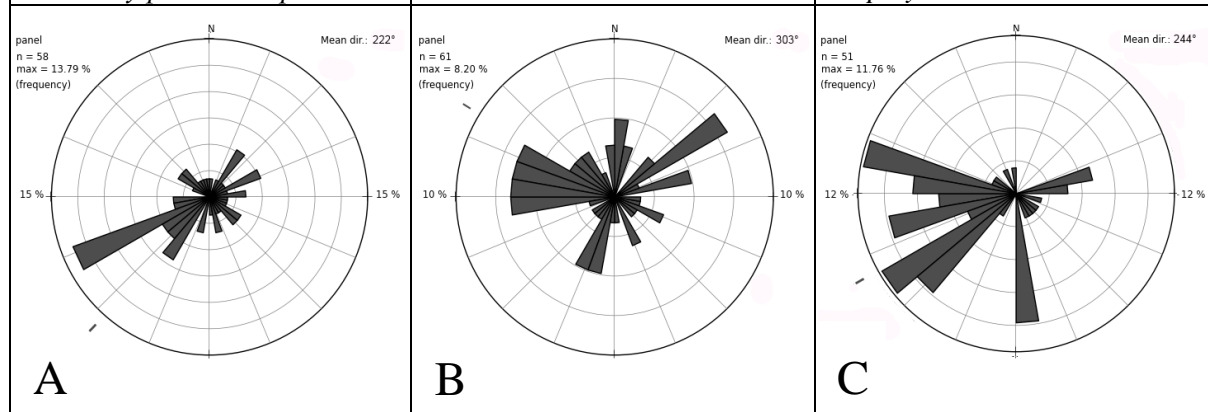 N
panel
n = 58
max = 13.79 %
(frequency)
Mean dir.: 222°
15 %
15 %
A
N
panel
n = 61
max = 8.20 %
(frequency)
Mean dir.: 303°
10 %
10 %
B
N
panel
n = 51
max = 11.76 %
(frequency)
Mean dir.: 244°
12 %
12 %
C